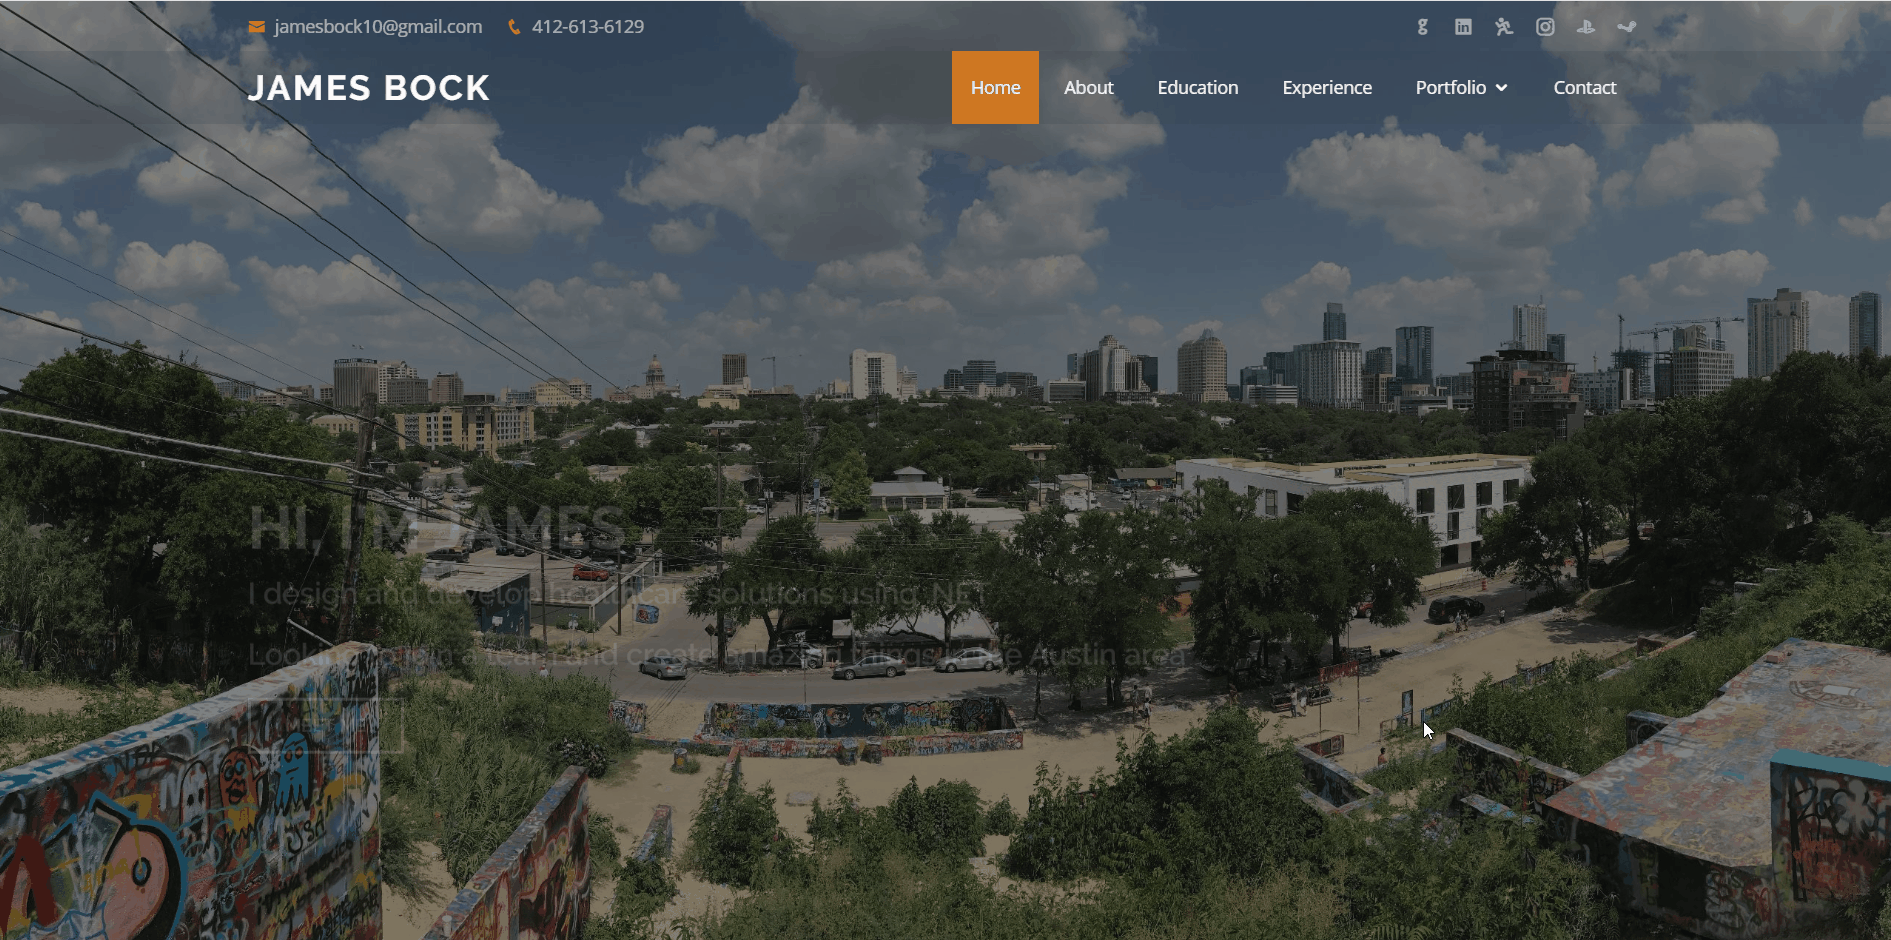 jamesbock10@gmail.com 412-613-6129
JAMES BOCK
Home About Education Experience Portfolio Contact
HI, I'M JAMES
I design and develop healthcare solutions using .NET
Looking to join a team and create amazing things in the Austin area